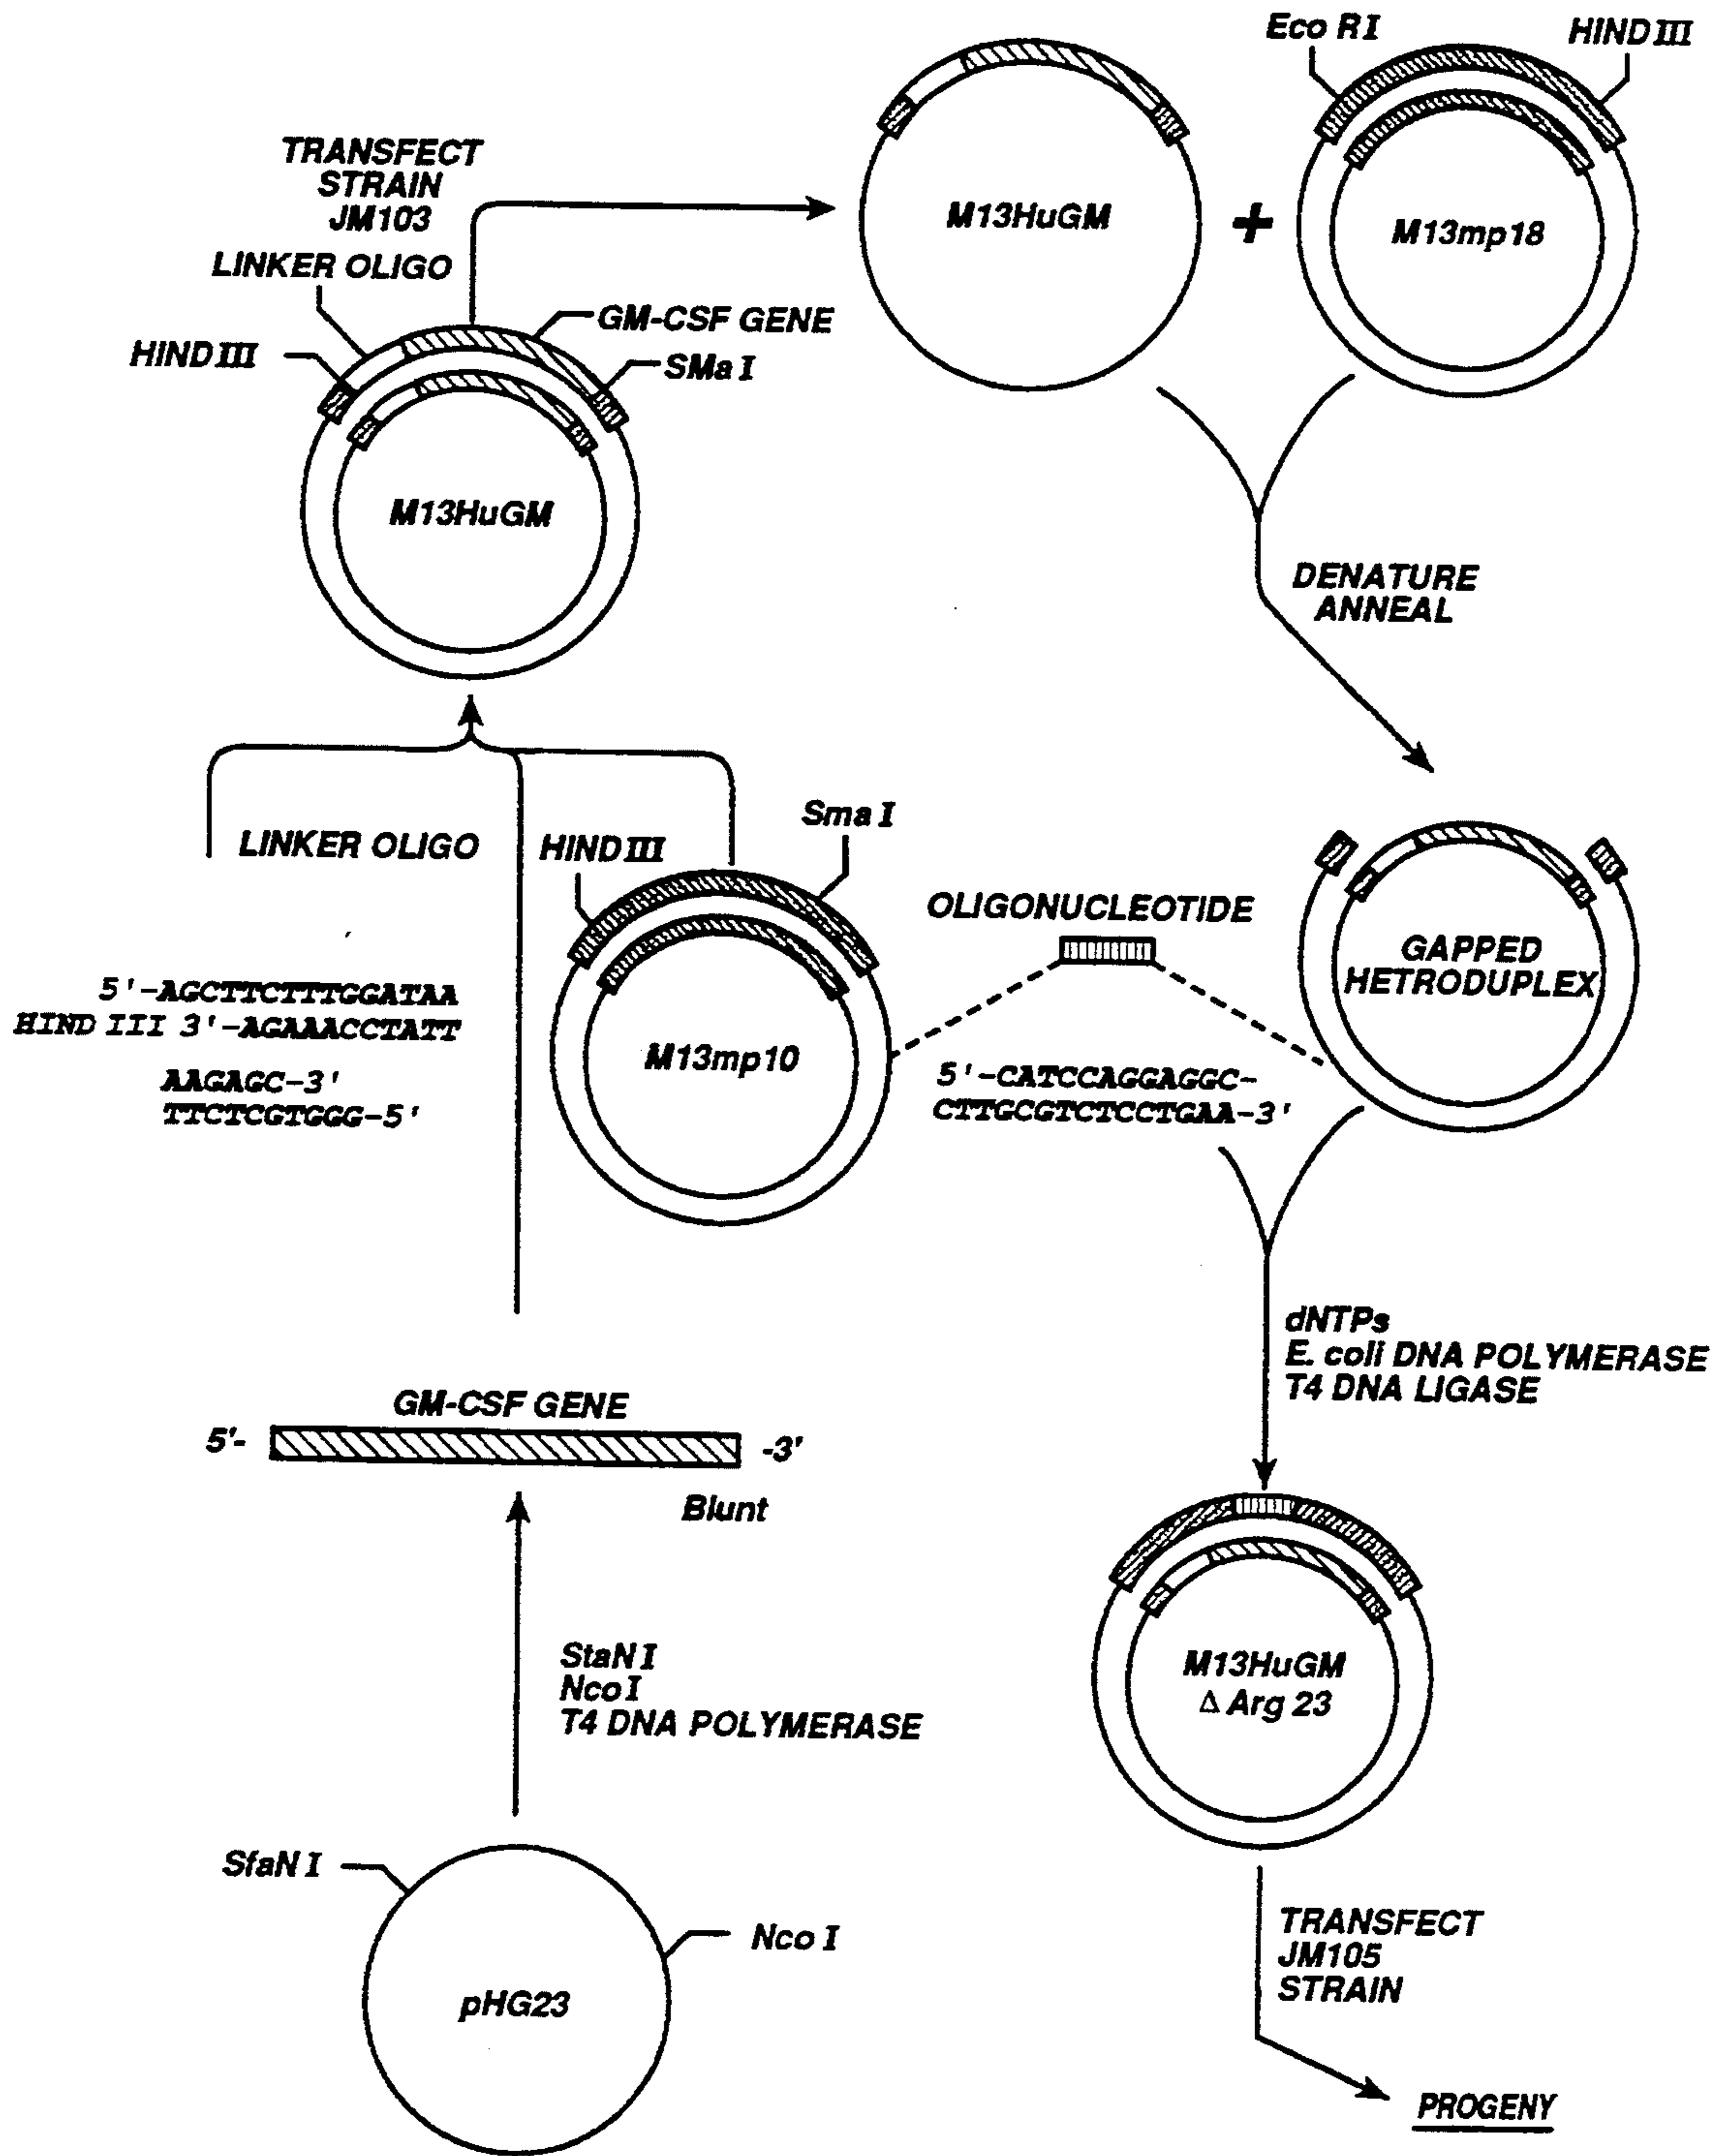 Eco RI
HIND III
TRANSFECT
STRAIN
JM103
LINKER OLIGO
GM-CSF GENE
HIND III
SMa I
M13HuGM
M13HuGM
+
M13mp18
DENATURE
ANNEAL
LINKER OLIGO
HIND III
Sma I
5'-AGCTTCTTTGGATAA
HIND III 3'-AGAAACCTATT
AAGAGC-3'
TTCTCGTGGG-5'
M13mp10
OLIGONUCLEOTIDE
5'-CATCCAGGAGGC-
CTTGCGTCTCCTGAA-3'
GAPPED
HETRODUPLEX
dNTPs
E. coli DNA POLYMERASE
T4 DNA LIGASE
GM-CSF GENE
5'- -3'
Blunt
StaN I
Nco I
T4 DNA POLYMERASE
SfaN I
Nco I
pHG23
M13HuGM
Δ Arg 23
TRANSFECT
JM105
STRAIN
PROGENY